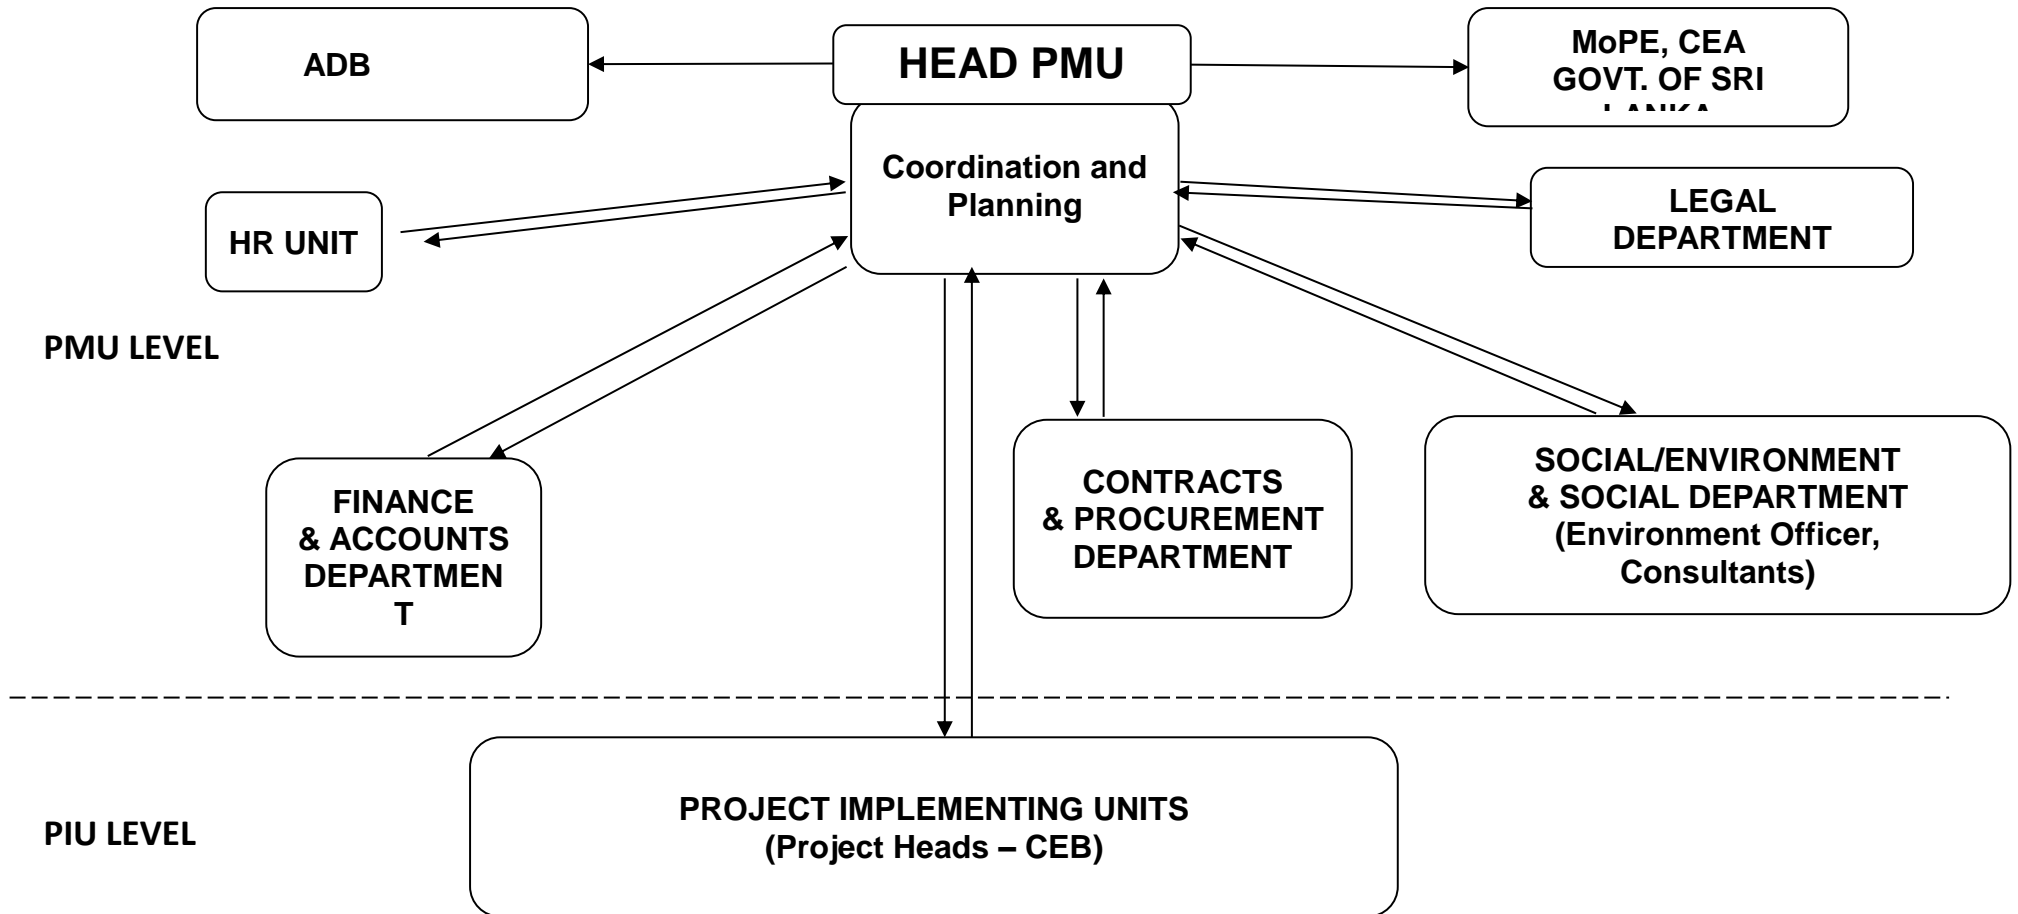 ADB
HEAD PMU
MoPE, CEA
GOVT. OF SRI
LANKA
Coordination and
Planning
HR UNIT
LEGAL
DEPARTMENT
PMU LEVEL
FINANCE
& ACCOUNTS
DEPARTMEN
T
CONTRACTS
& PROCUREMENT
DEPARTMENT
SOCIAL/ENVIRONMENT
& SOCIAL DEPARTMENT
(Environment Officer,
Consultants)
PROJECT IMPLEMENTING UNITS
(Project Heads – CEB)
PIU LEVEL